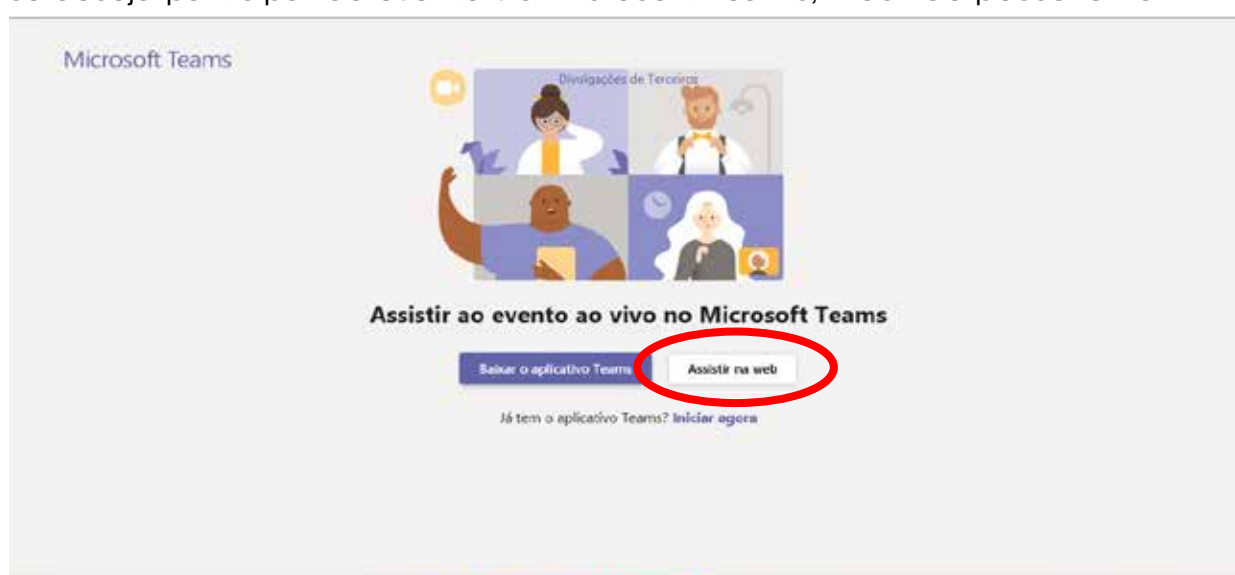 Microsoft Teams
Divulgações de Terceiros
Assistir ao evento ao vivo no Microsoft Teams
Baixar o aplicativo Teams
Assistir na web
Já tem o aplicativo Teams? Iniciar agora